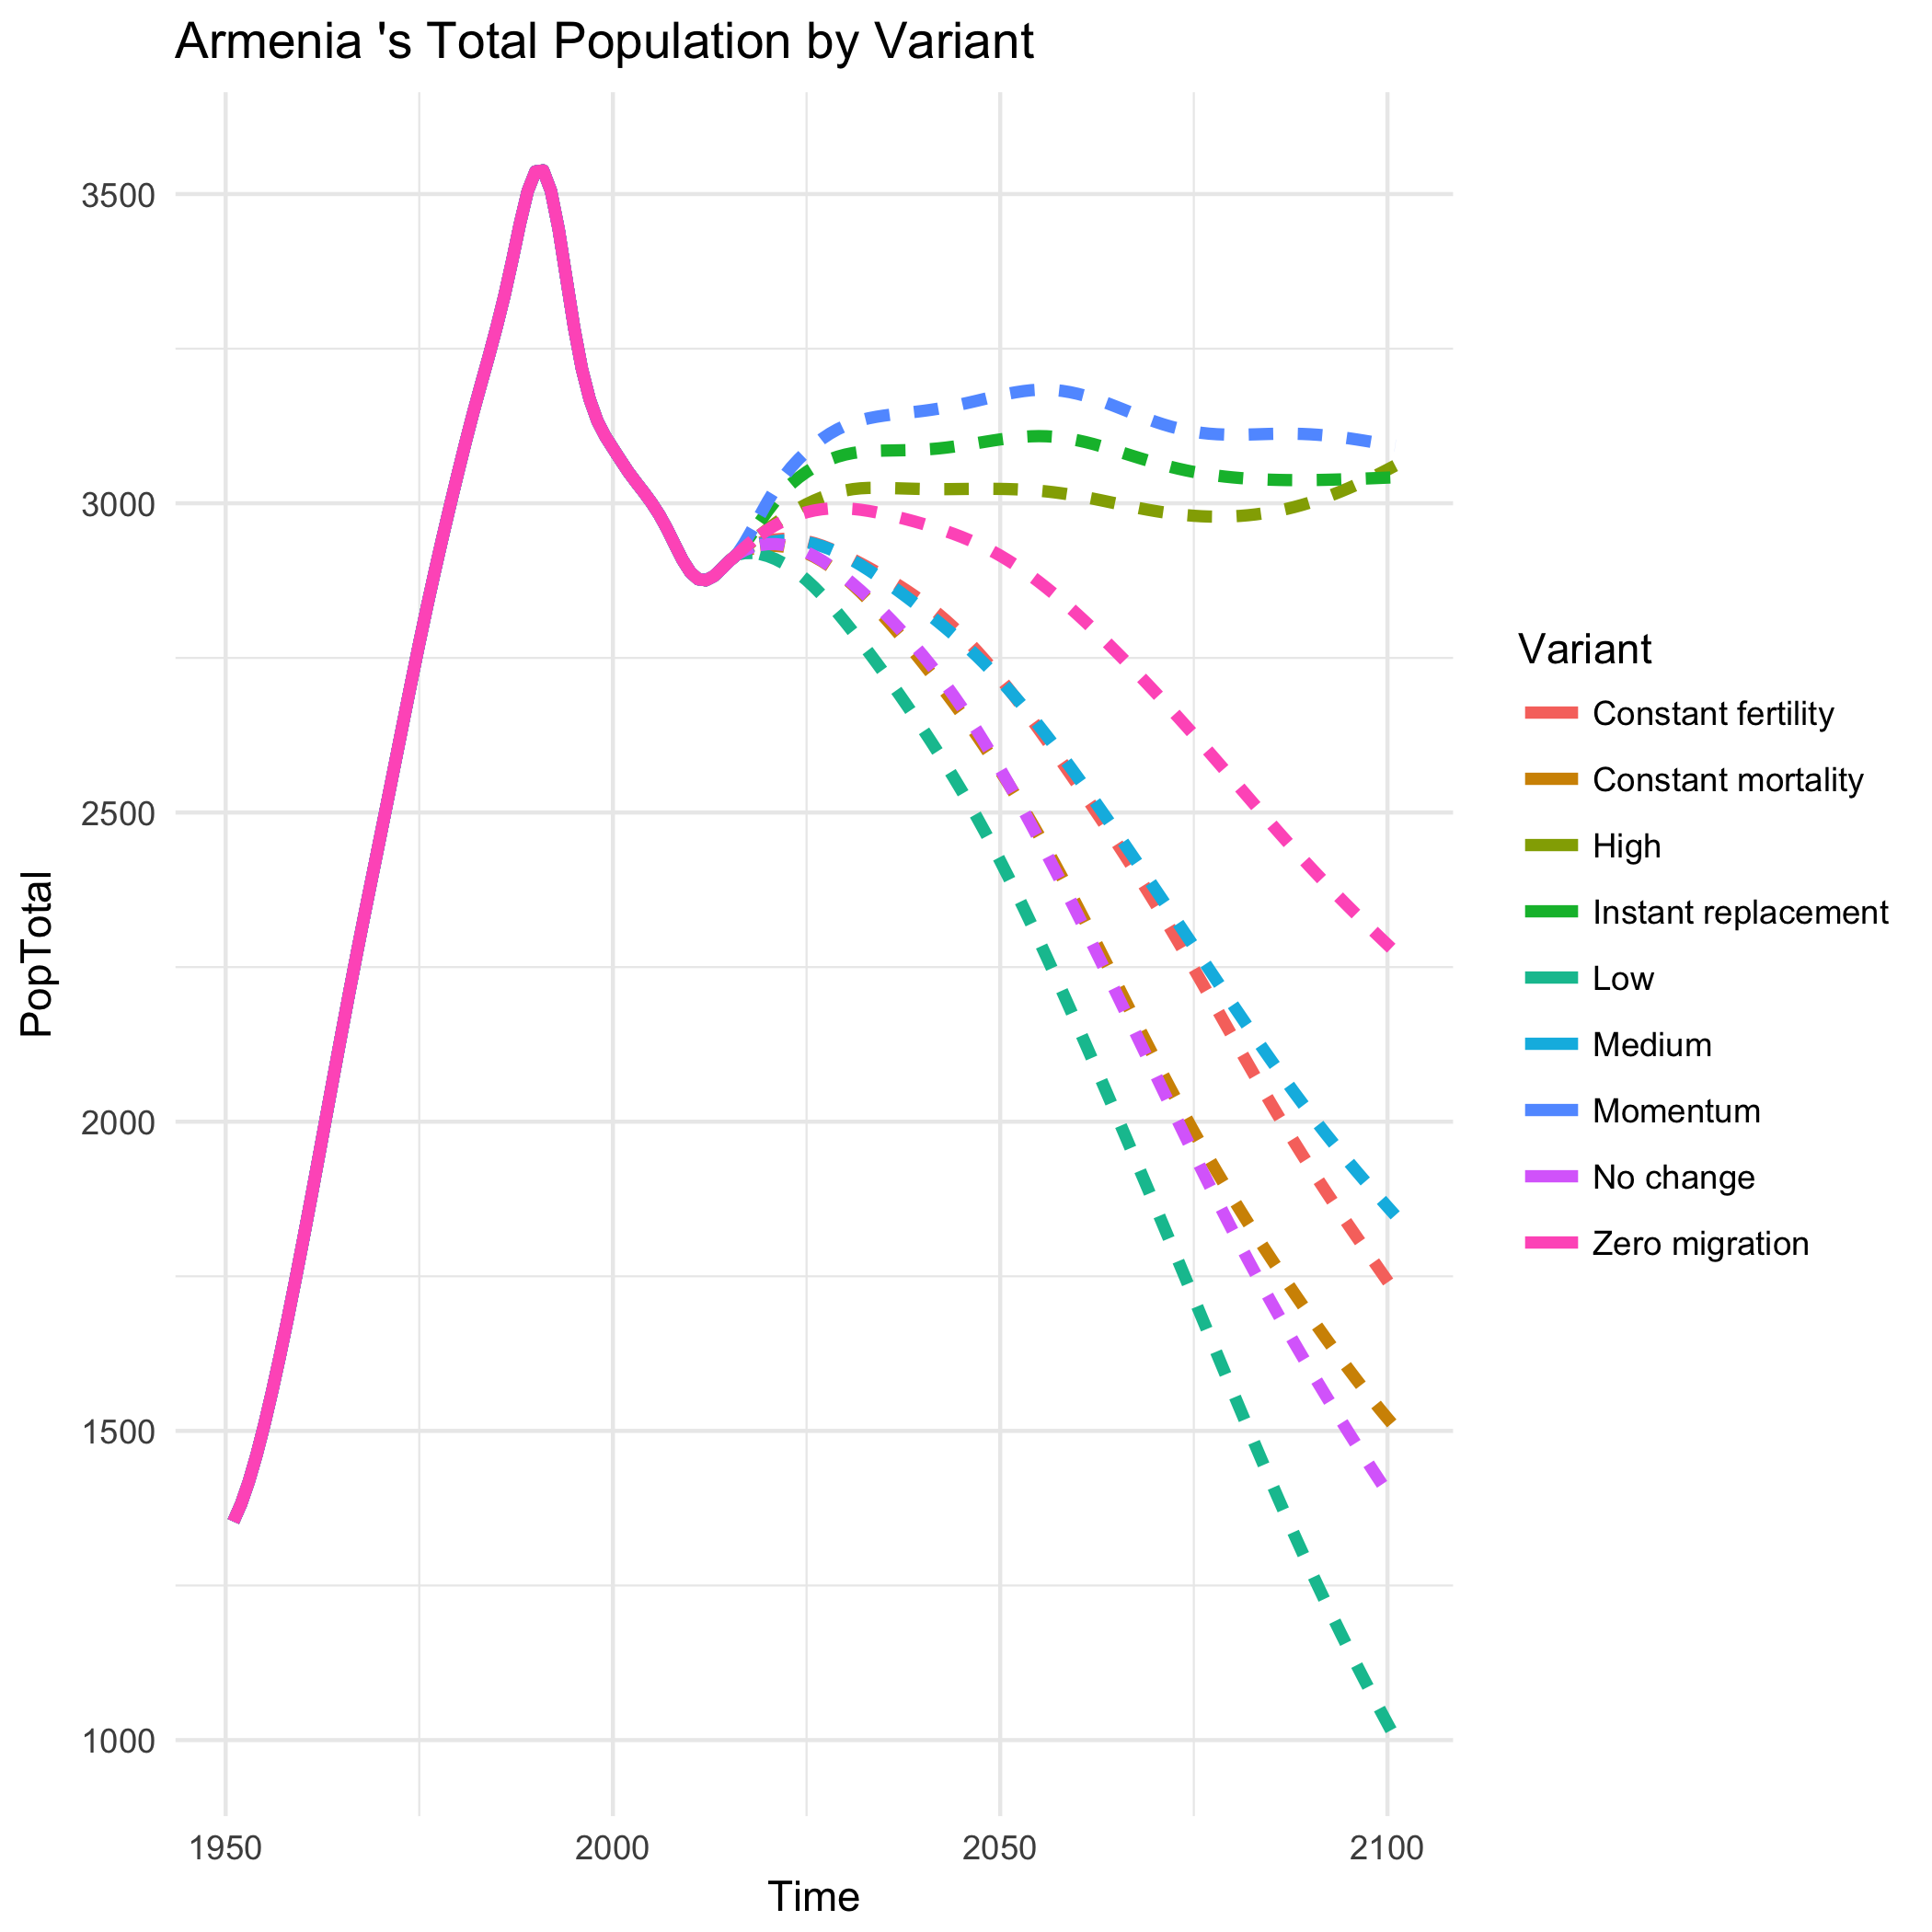 Armenia 's Total Population by Variant
3500
3000
2500
2000
1500
1000
PopTotal
1950
2000
2050
2100
Time
Variant
Constant fertility
Constant mortality
High
Instant replacement
Low
Medium
Momentum
No change
Zero migration